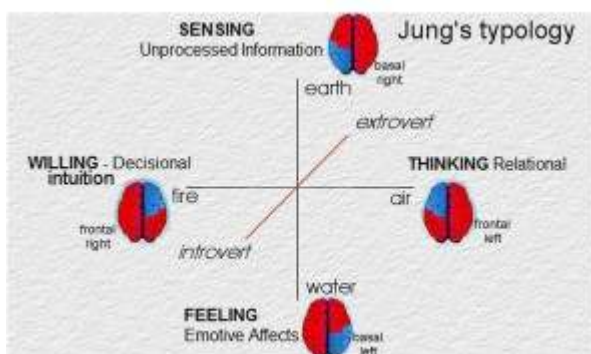 SENSING
Unprocessed Information
Jung's typology
basal
right
earth
extrovert
WILLING - Decisional
intuition
THINKING Relational
fire
air
frontal
right
frontal
left
introvert
water
FEELING
Emotive Affects
basal
left